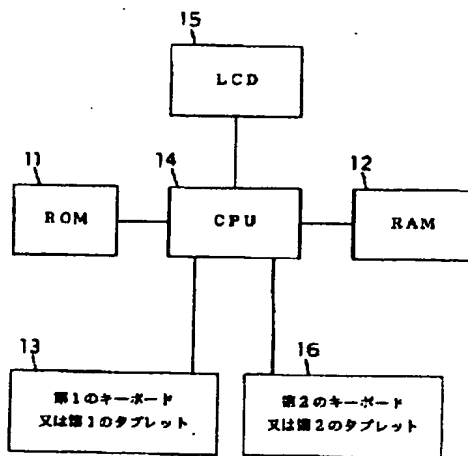 15
LCD
11
ROM
14
CPU
12
RAM
13
第1のキーボード
又は第1のタブレット
16
第2のキーボード
又は第2のタブレット